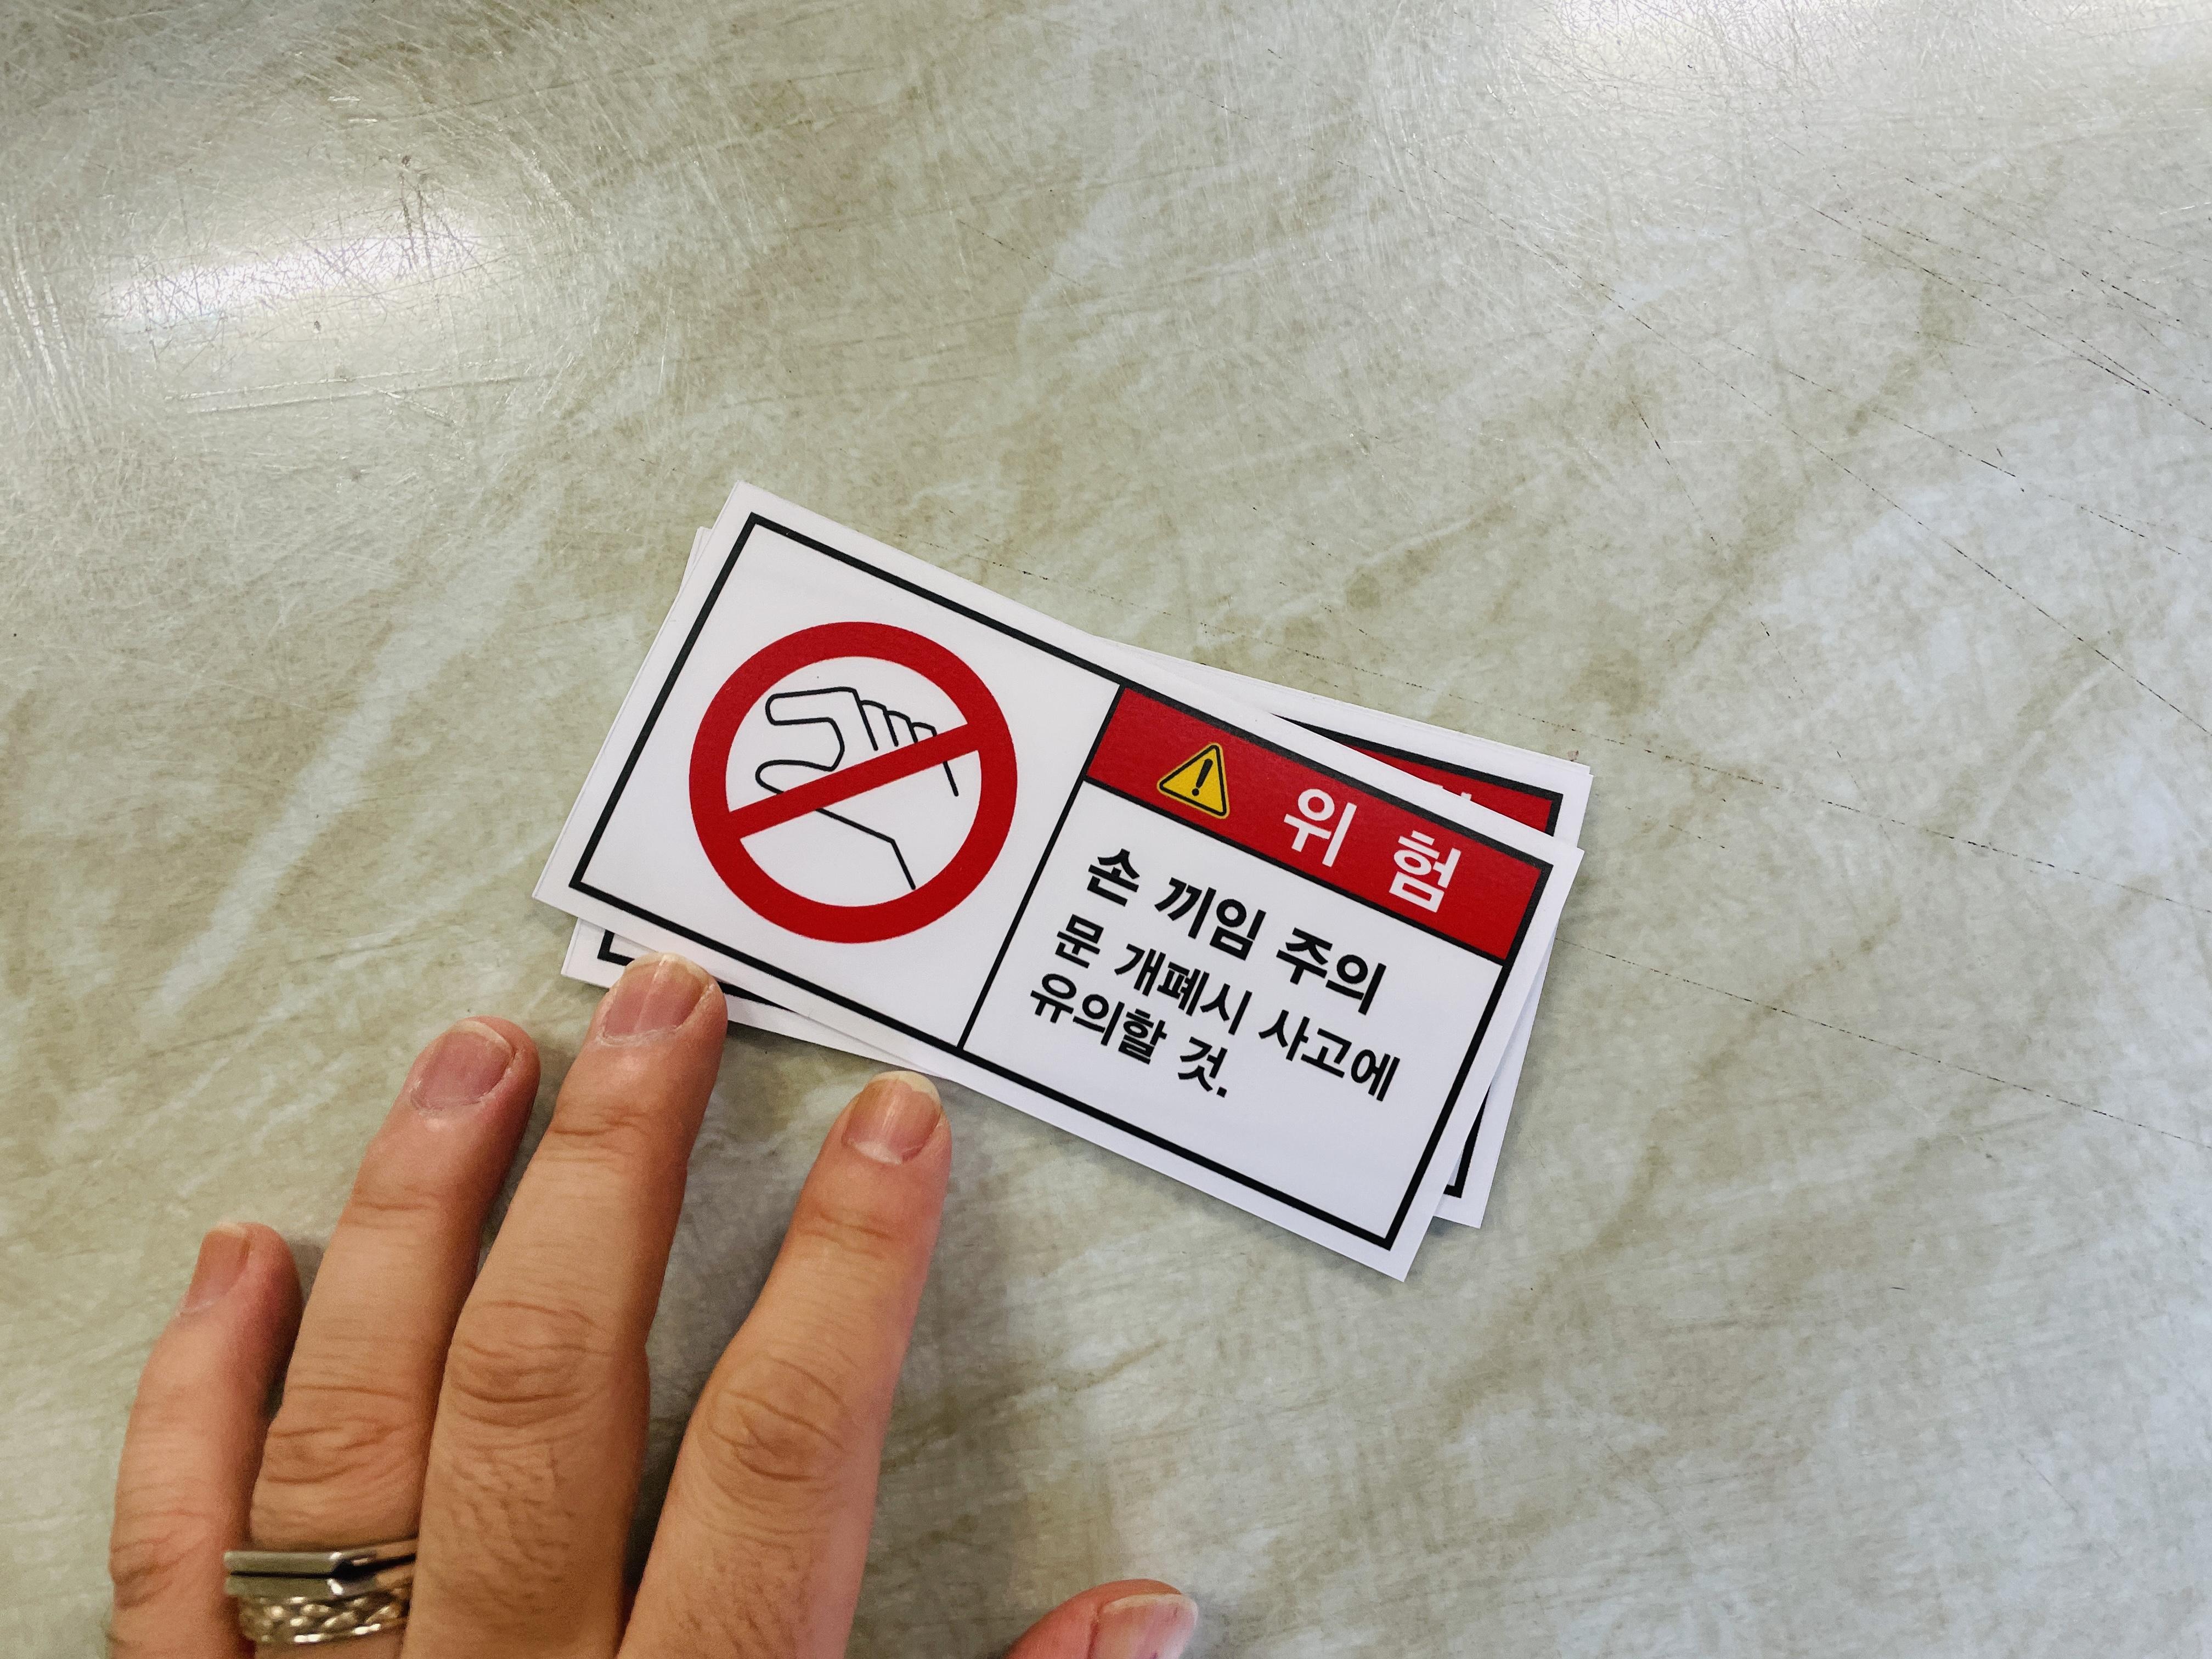 위 험
손 끼임 주의
문 개폐시 사고에
유의할 것.